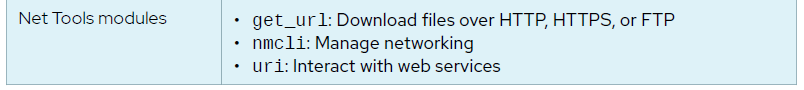 Net Tools modules
• get_url: Download files over HTTP, HTTPS, or FTP
• nmcli: Manage networking
• uri: Interact with web services